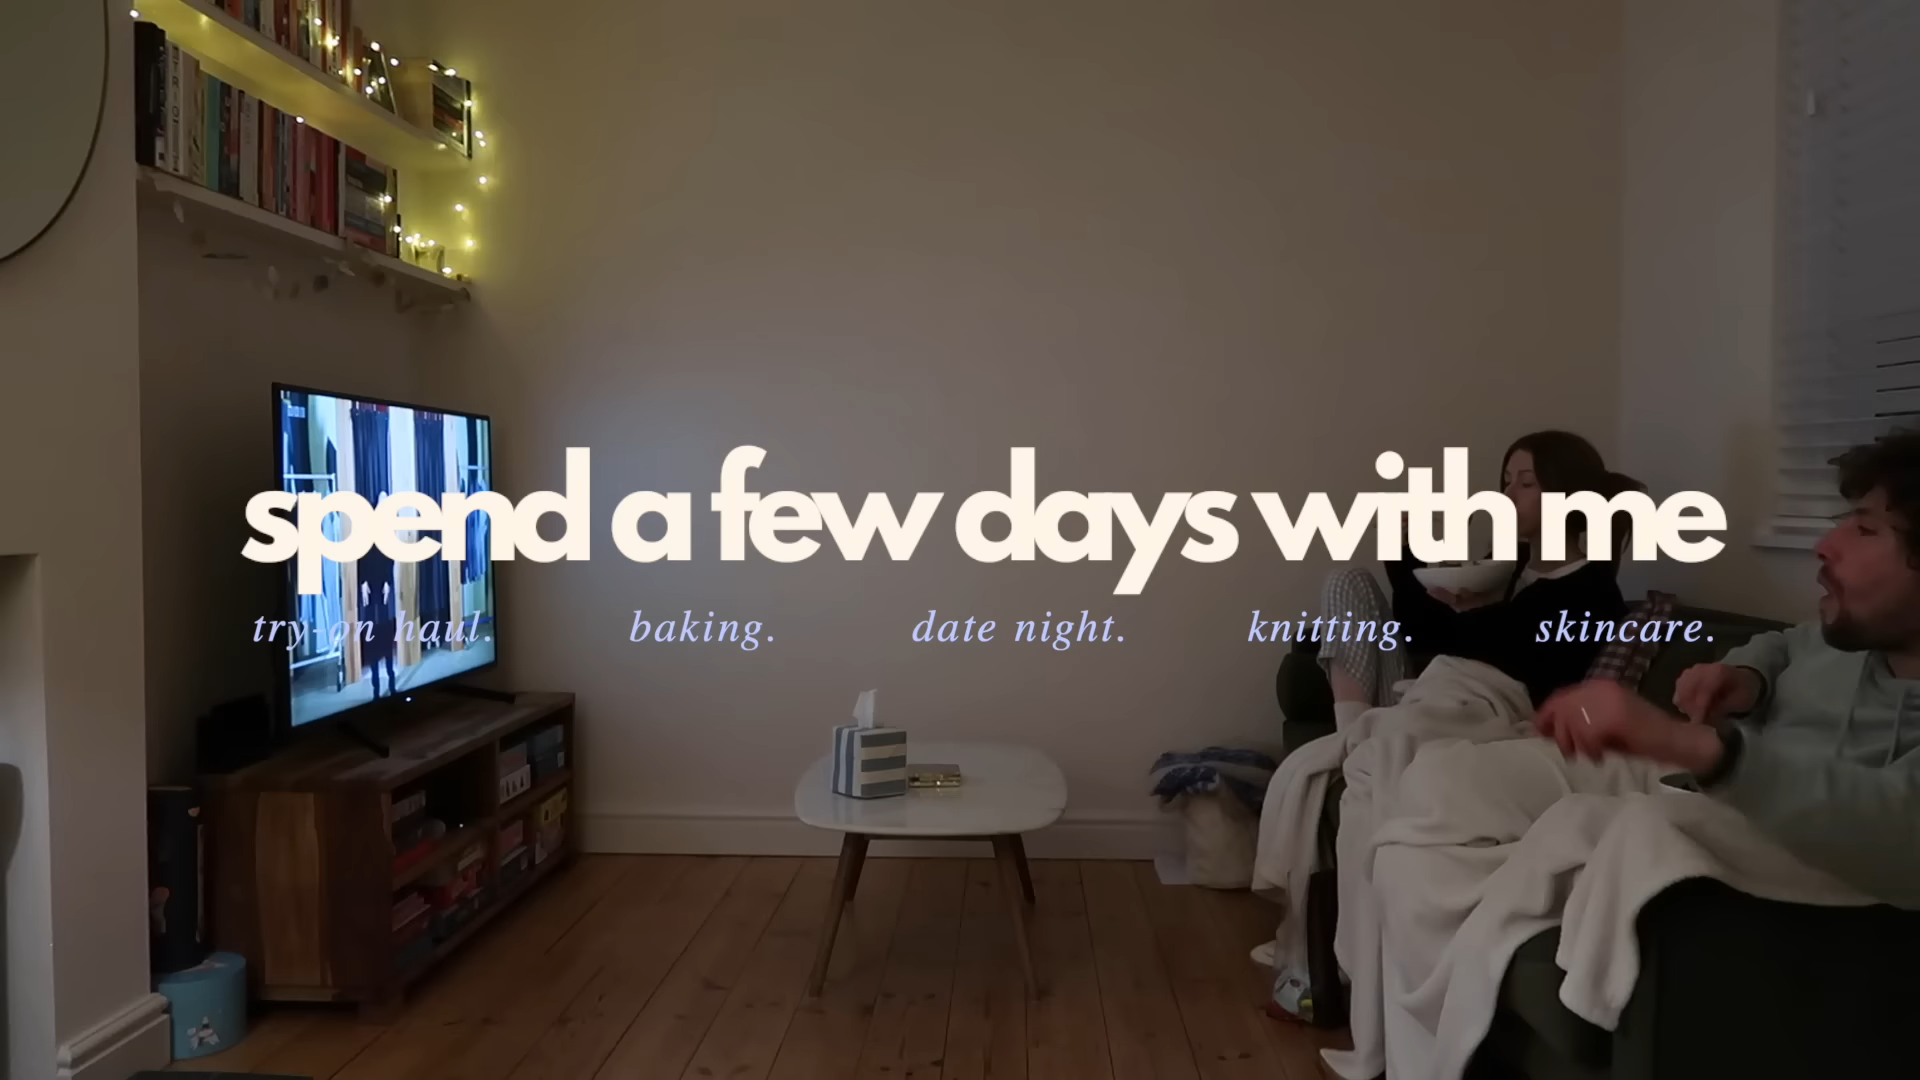 spend a few days with me
try-on haul. baking. date night. knitting. skincare.